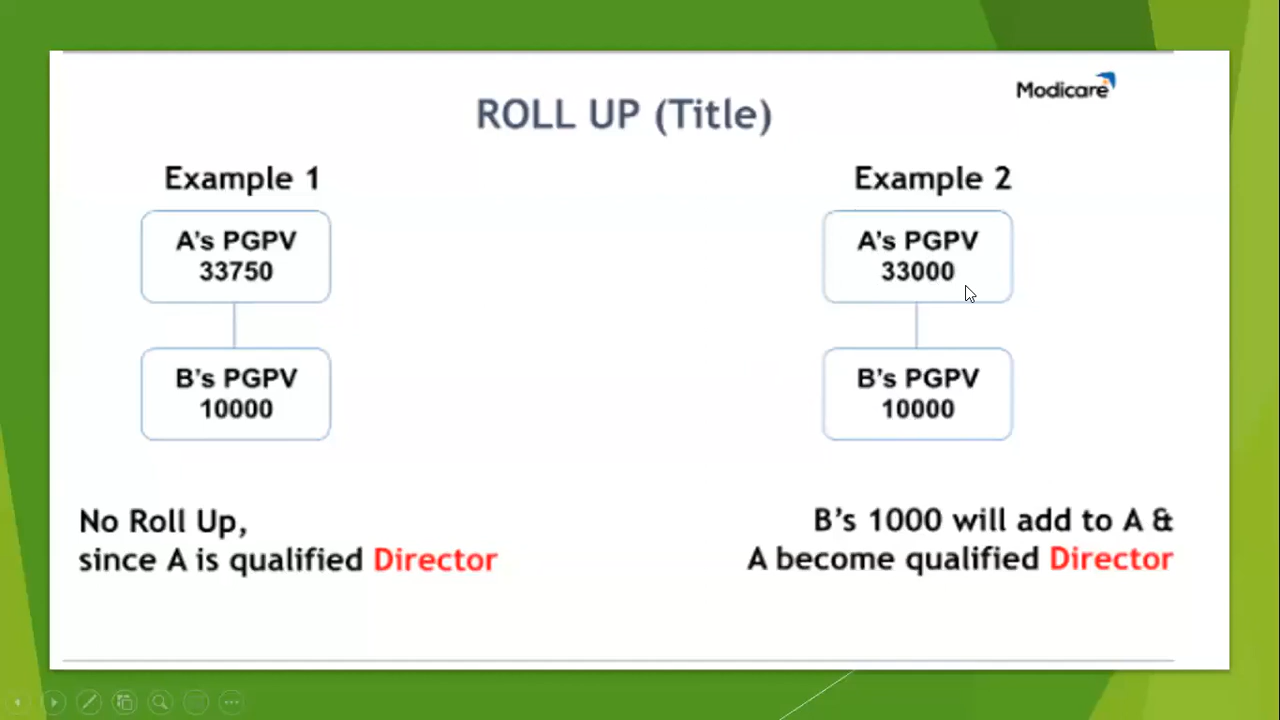 Modicare
ROLL UP (Title)
Example 1
A's PGPV
33750
B's PGPV
10000
No Roll Up,
since A is qualified Director
Example 2
A's PGPV
33000
B's PGPV
10000
B's 1000 will add to A &
A become qualified Director